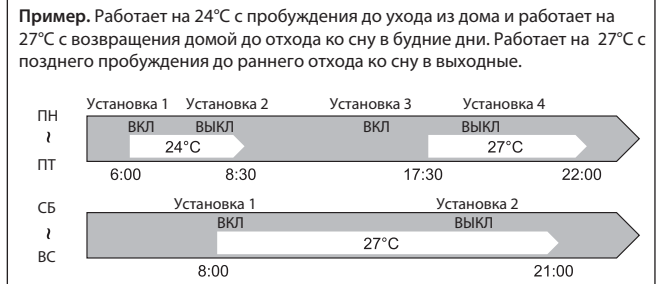 Пример. Работает на 24°C с пробуждения до ухода из дома и работает на
27°C с возвращения домой до отхода ко сну в будние дни. Работает на 27°C с
позднего пробуждения до раннего отхода ко сну в выходные.
Установка 1 Установка 2 Установка 3 Установка 4
ПН
~
ПТ
ВКЛ ВЫКЛ ВКЛ ВЫКЛ
24°C 27°C
6:00 8:30 17:30 22:00
Установка 1 Установка 2
СБ
~
ВС
ВКЛ ВЫКЛ
27°C
8:00 21:00